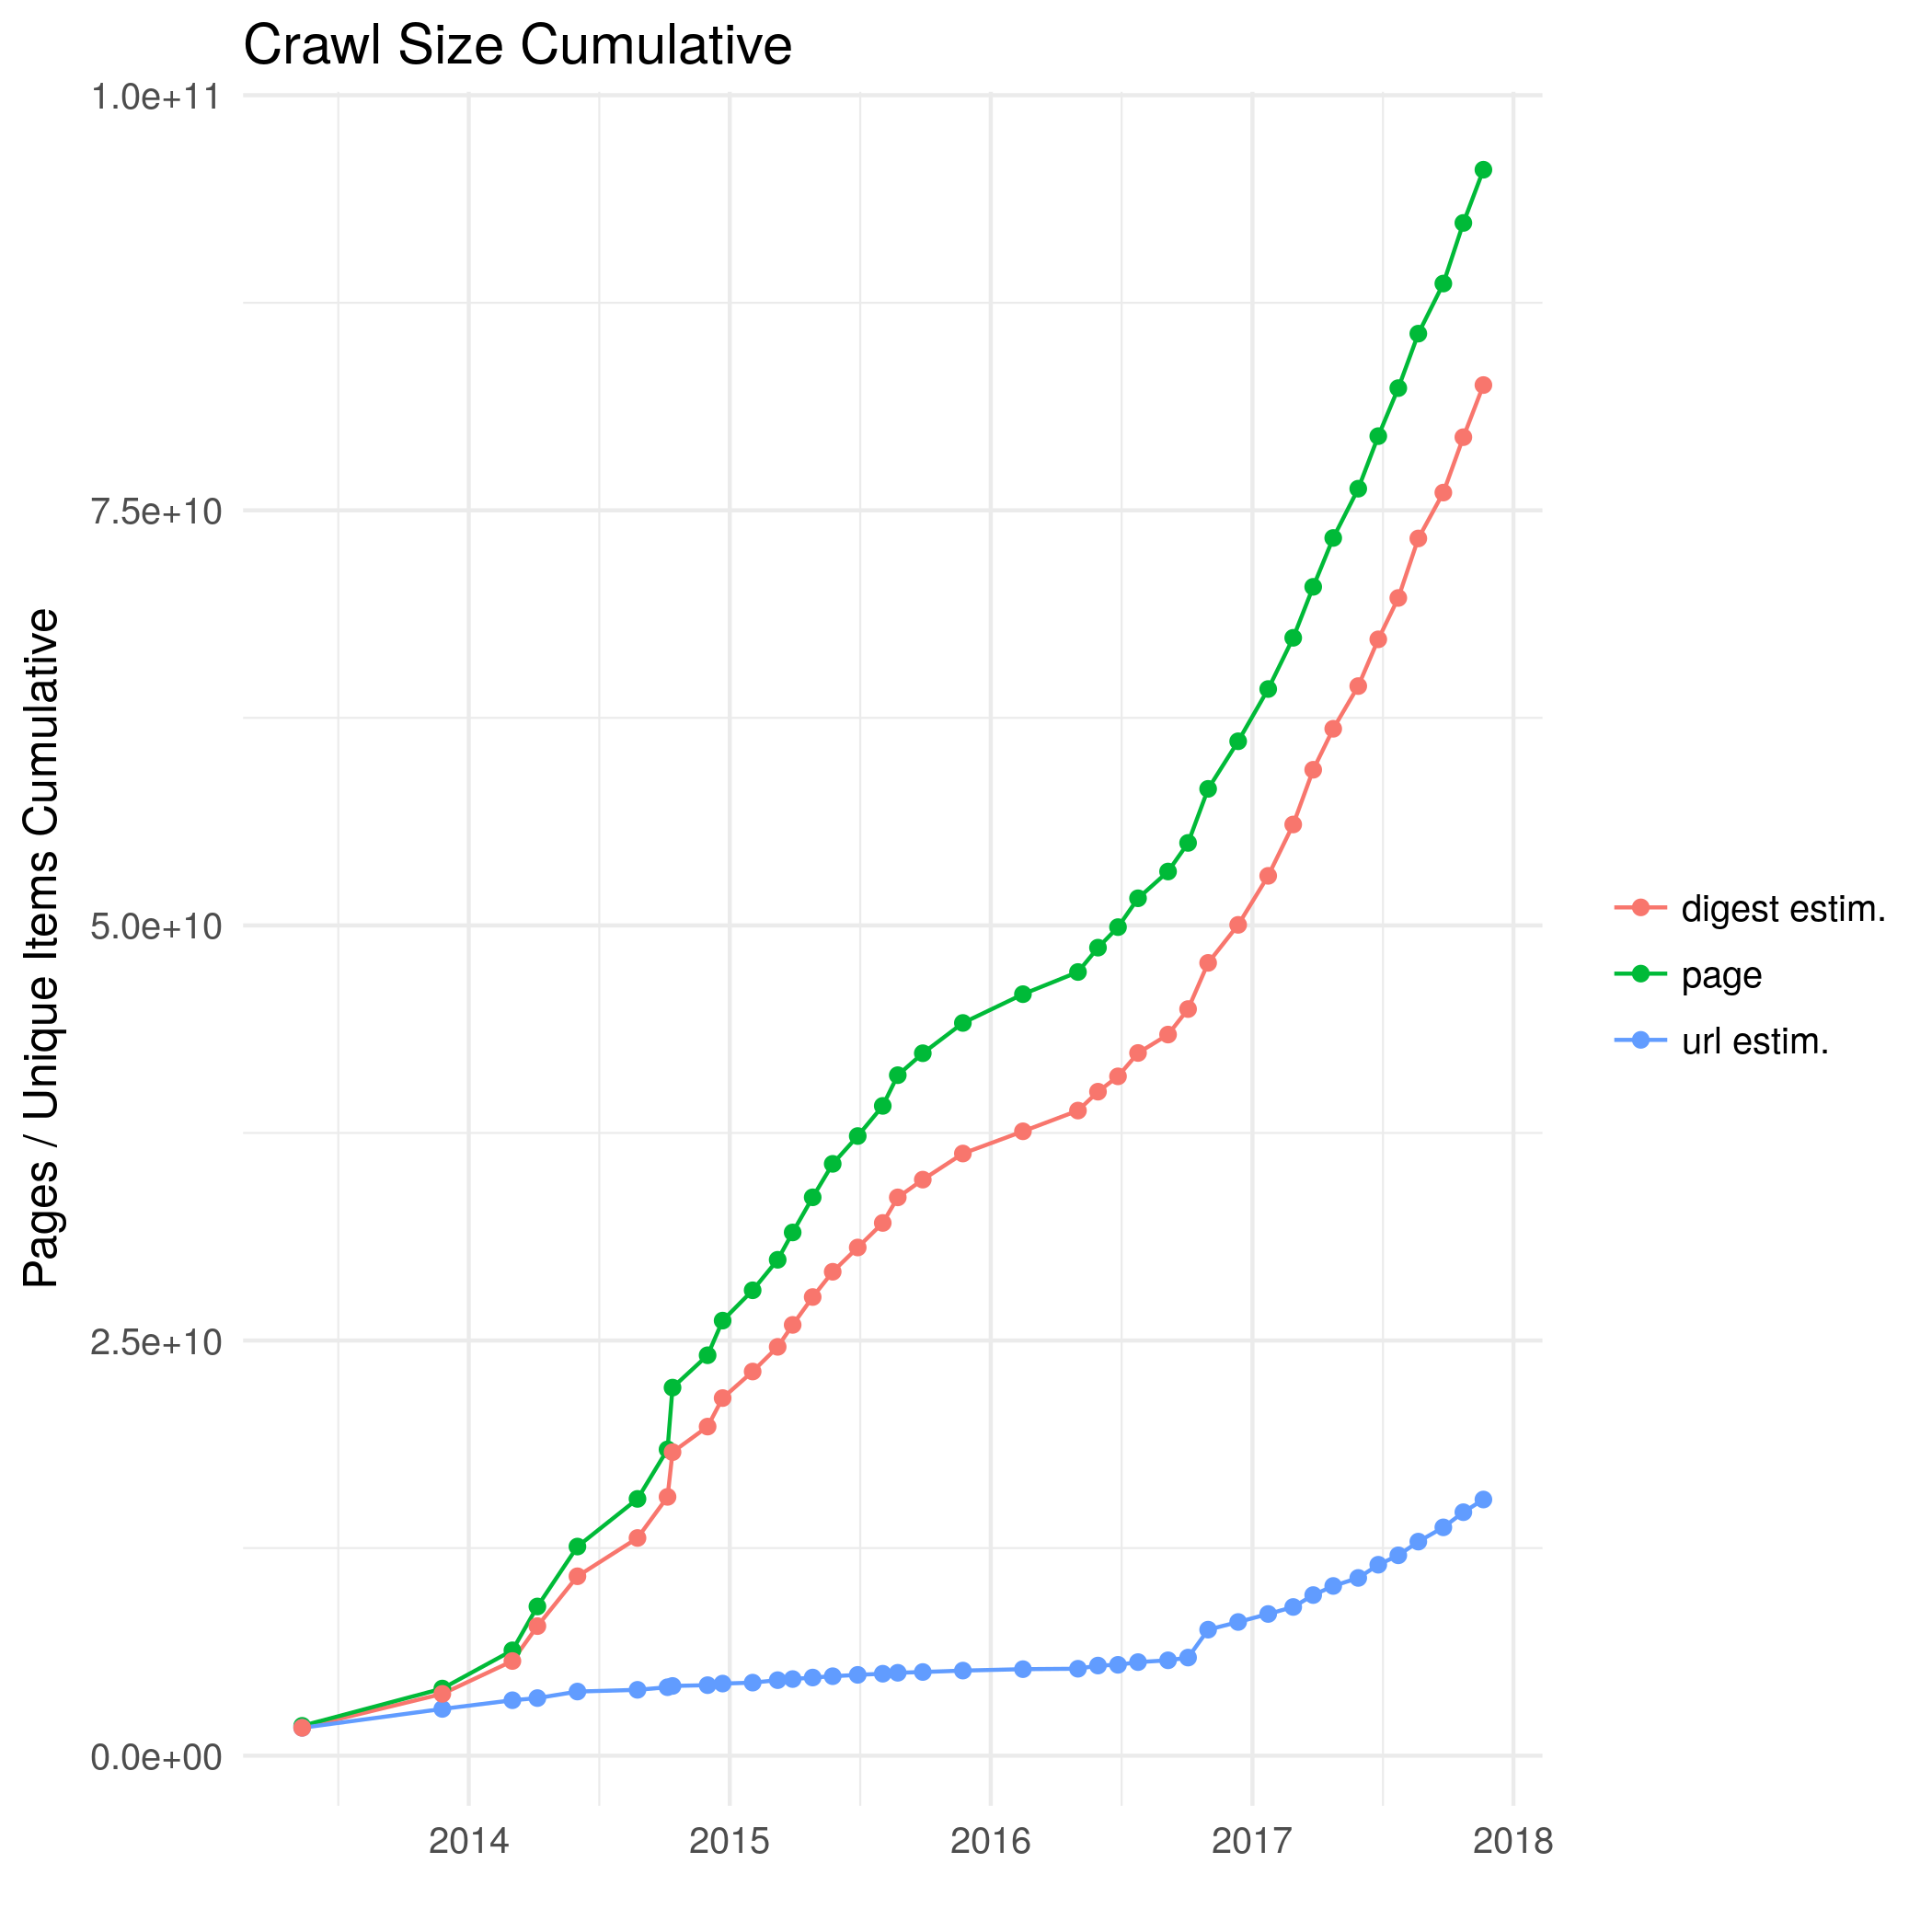 Crawl Size Cumulative
1.0e+11
7.5e+10
5.0e+10
2.5e+10
0.0e+00
Pages / Unique Items Cumulative
2014
2015
2016
2017
2018
digest estim.
page
url estim.